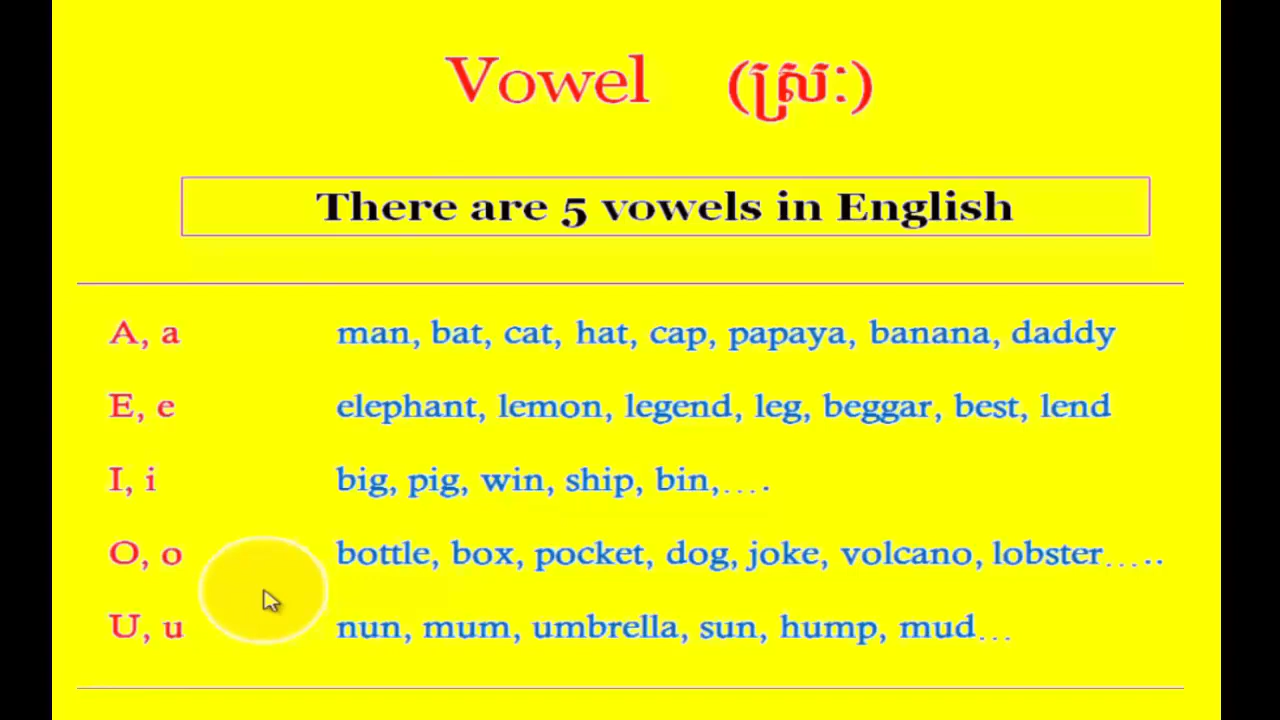 Vowel (ស្រៈ)
There are 5 vowels in English
A, a man, bat, cat, hat, cap, papaya, banana, daddy
E, e elephant, lemon, legend, leg, beggar, best, lend
I, i big, pig, win, ship, bin,….
O, o bottle, box, pocket, dog, joke, volcano, lobster…..
U, u nun, mum, umbrella, sun, hump, mud…